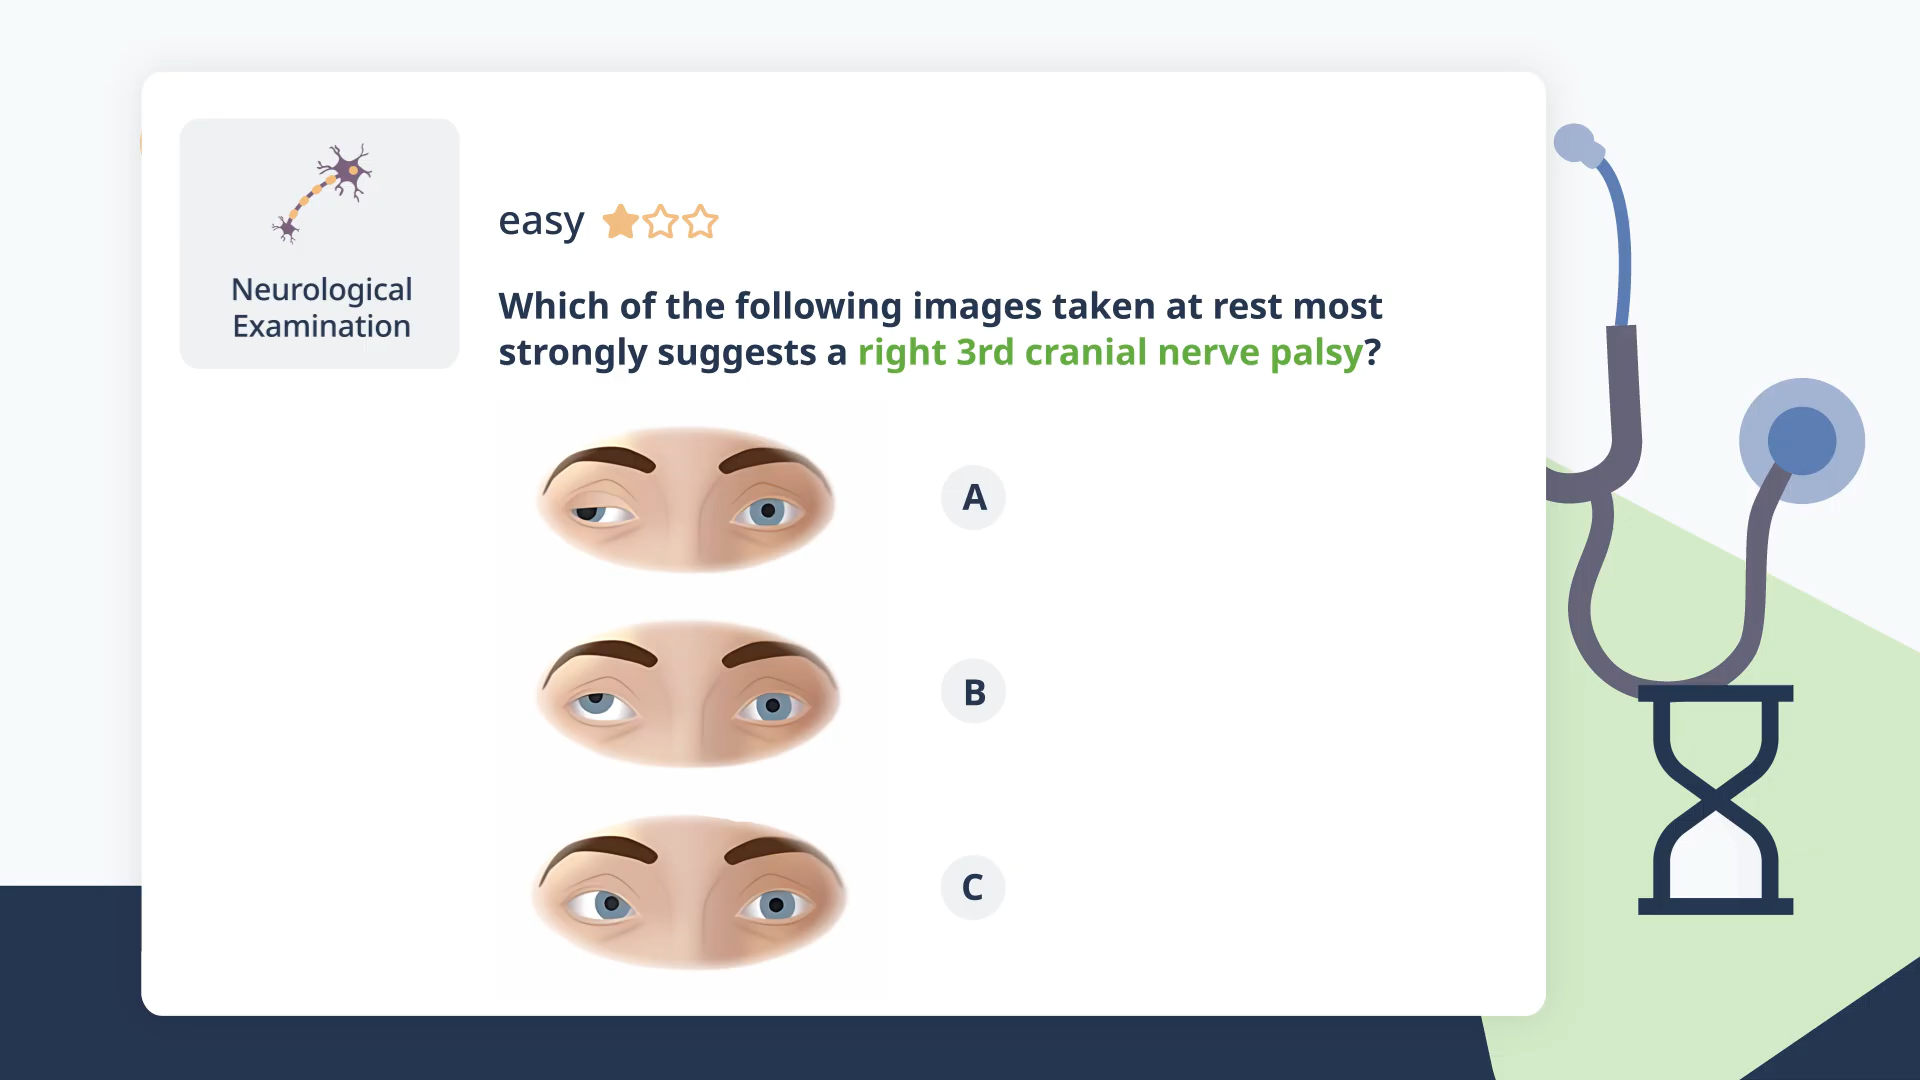 Neurological
Examination
easy
Which of the following images taken at rest most
strongly suggests a right 3rd cranial nerve palsy?
A
B
C